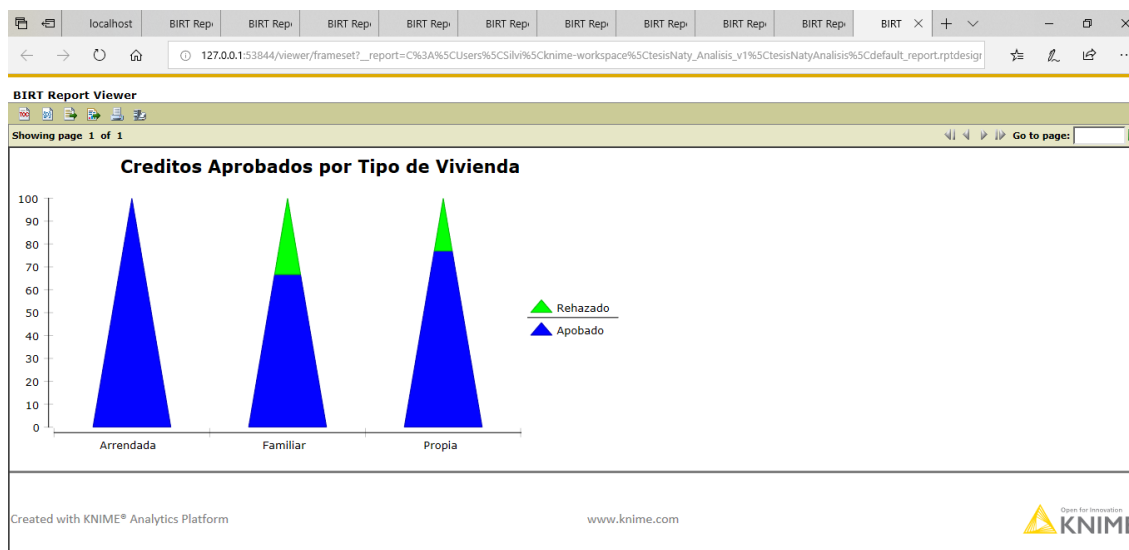 localhost
BIRT Rep
BIRT Rep
BIRT Rep
BIRT Rep
BIRT Rep
BIRT Rep
BIRT Rep
BIRT Rep
BIRT Rep
BIRT
127.0.0.1:53844/viewer/frameset?__report=C%3A%5CUsers%5CSilvi%5Cknime-workspace%5CtesisNaty_Analisis_v1%5CtesisNatyAnalisis%5Cdefault_report.rptdesigr
BIRT Report Viewer
TOC
Showing page 1 of 1
Go to page:
Creditos Aprobados por Tipo de Vivienda
100
90
80
70
60
50
40
30
20
10
0
Rehazado
Apobado
Arrendada Familiar Propia
Created with KNIME® Analytics Platform www.knime.com
Open for Innovation
KNIME